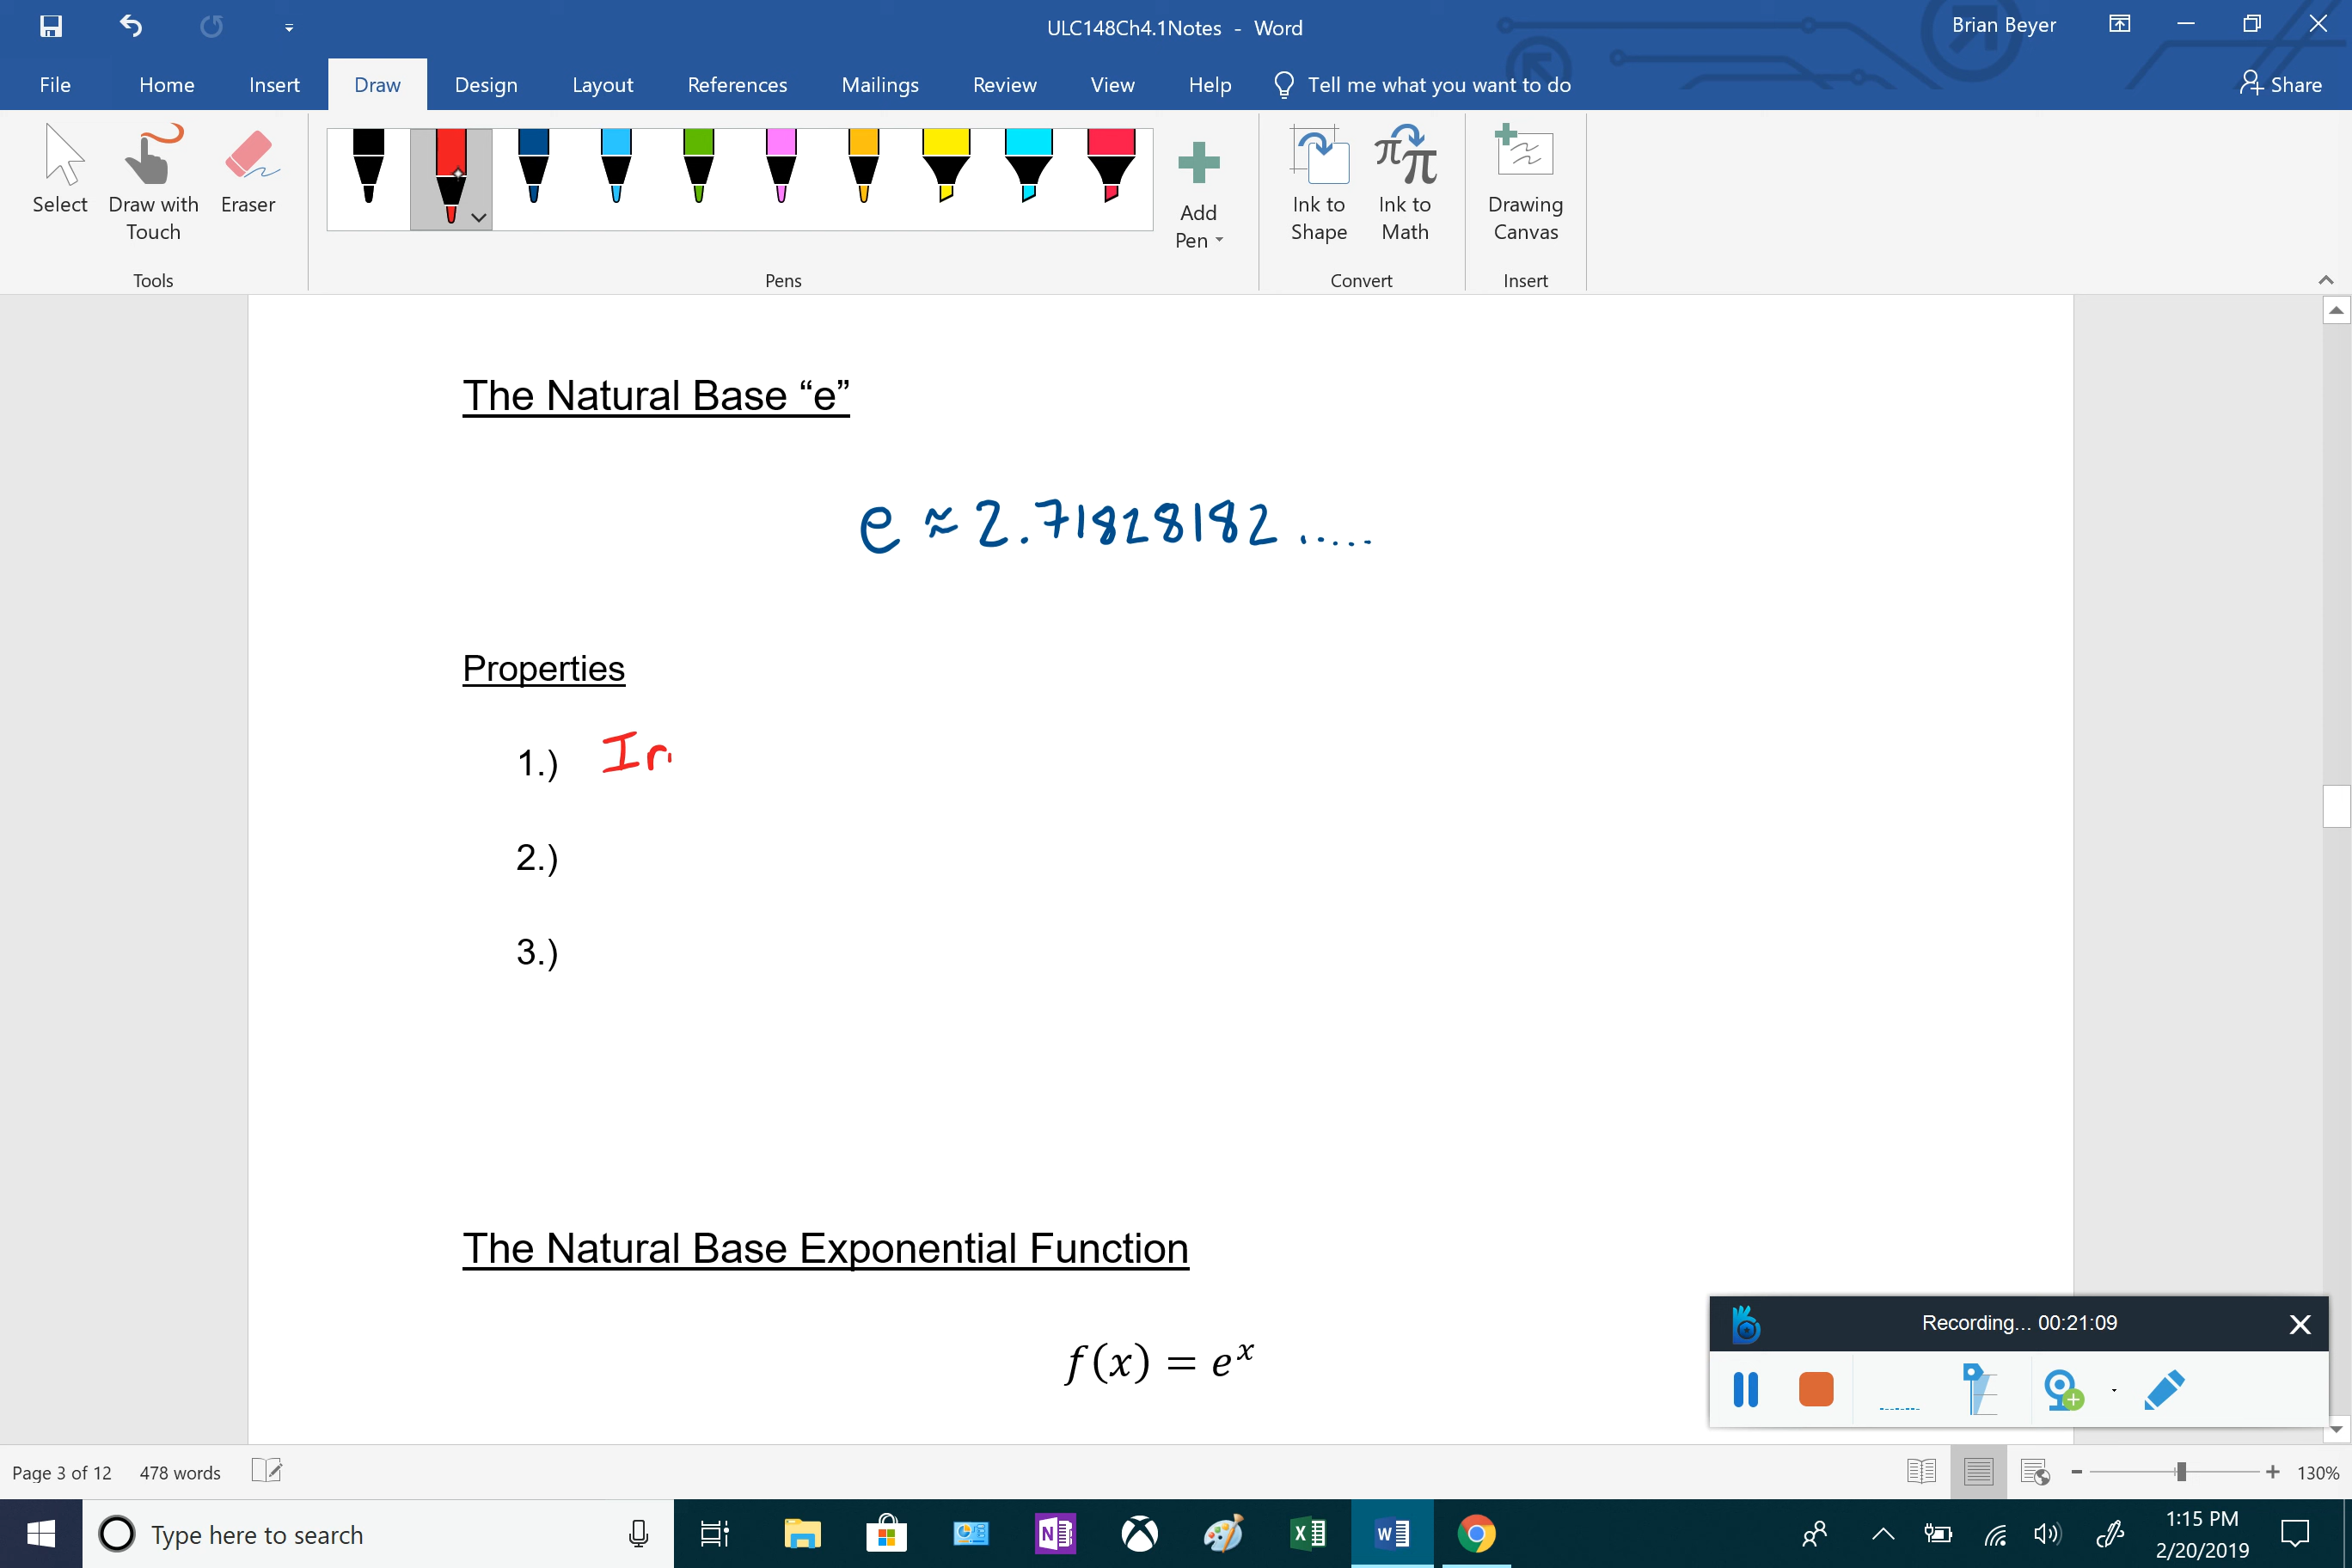 ULC148Ch4.1Notes - Word
Brian Beyer
File Home Insert Draw Design Layout References Mailings Review View Help Tell me what you want to do Share
Select Draw with Touch Eraser
Add Pen
Ink to Shape Ink to Math
Drawing Canvas
Tools Pens Convert Insert
The Natural Base “e”
e ≈ 2.71828182.....
Properties
1.) Ir
2.)
3.)
The Natural Base Exponential Function
f(x) = e^x
Recording... 00:21:09
Page 3 of 12 478 words 130%
Type here to search
1:15 PM
2/20/2019